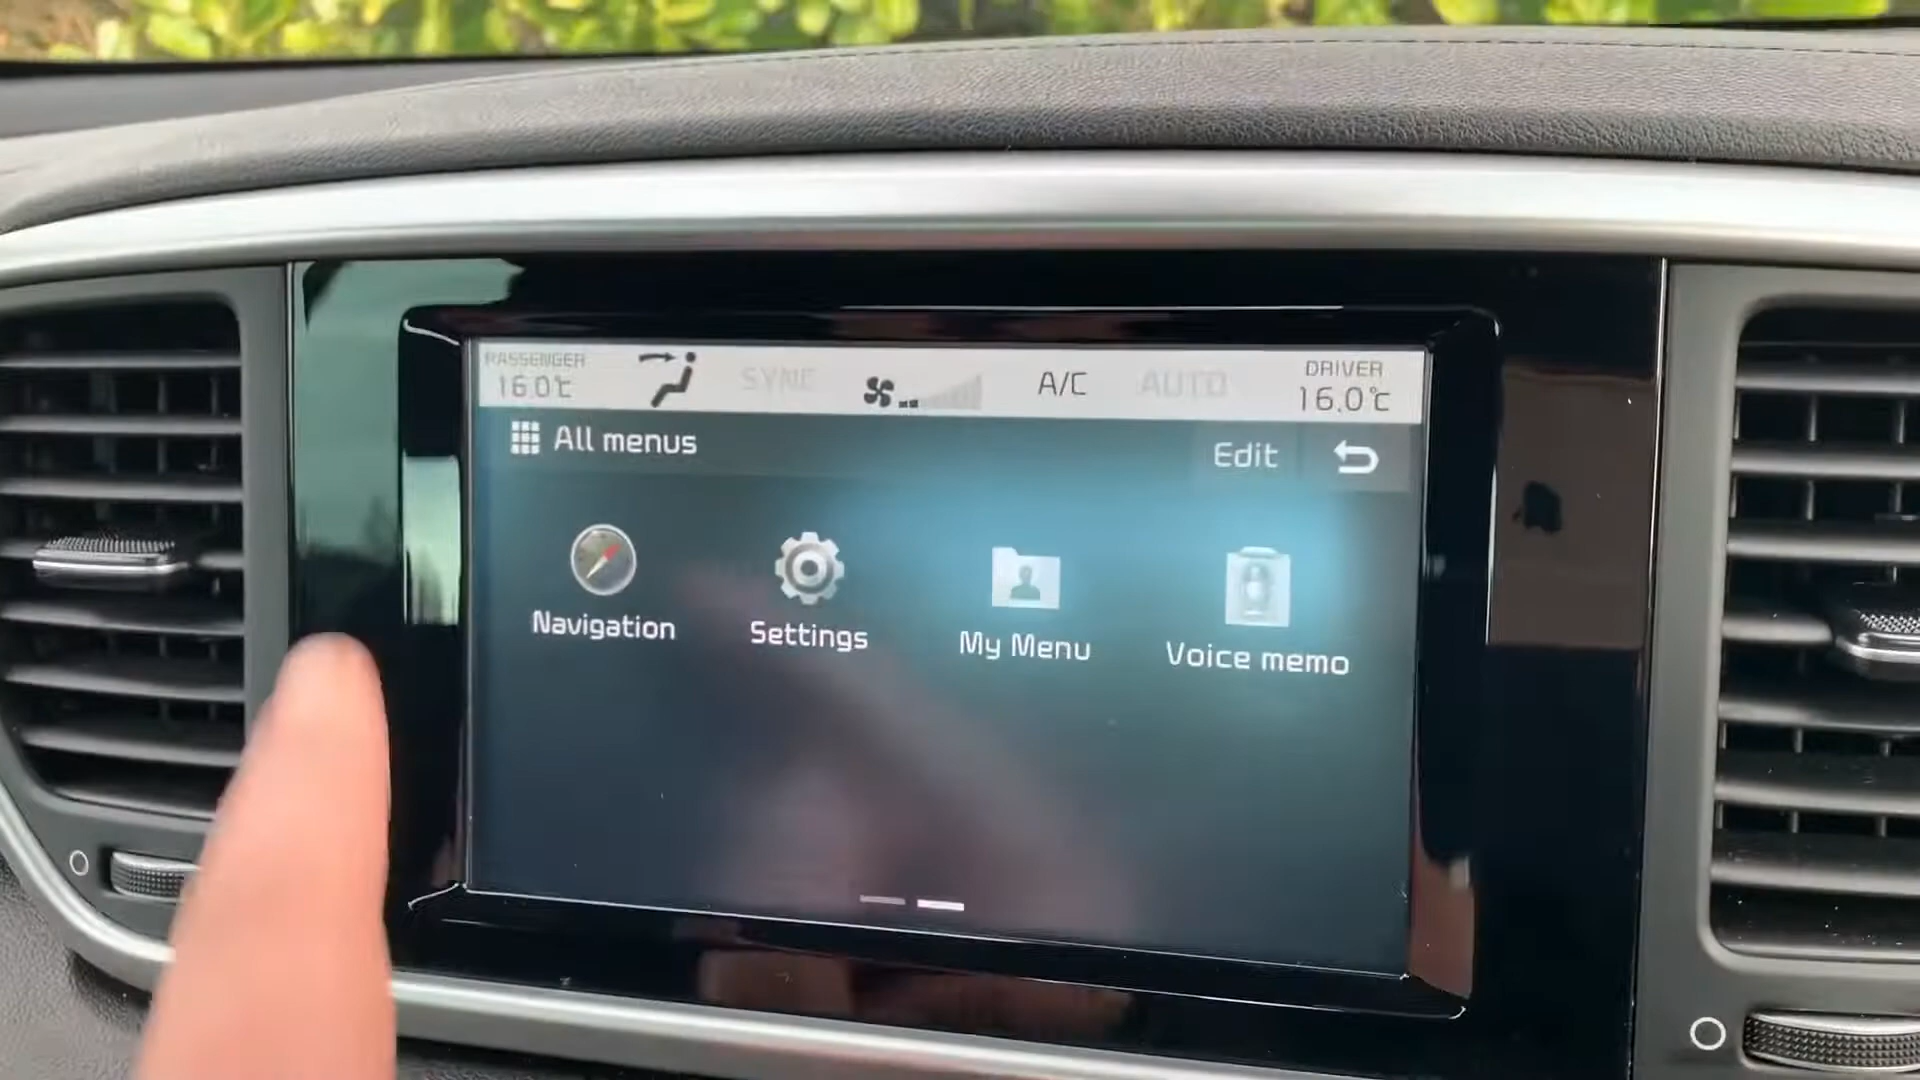 PASSENGER
16.0℃
SYNC
A/C
AUTO
DRIVER
16.0℃
All menus
Edit
Navigation
Settings
My Menu
Voice memo